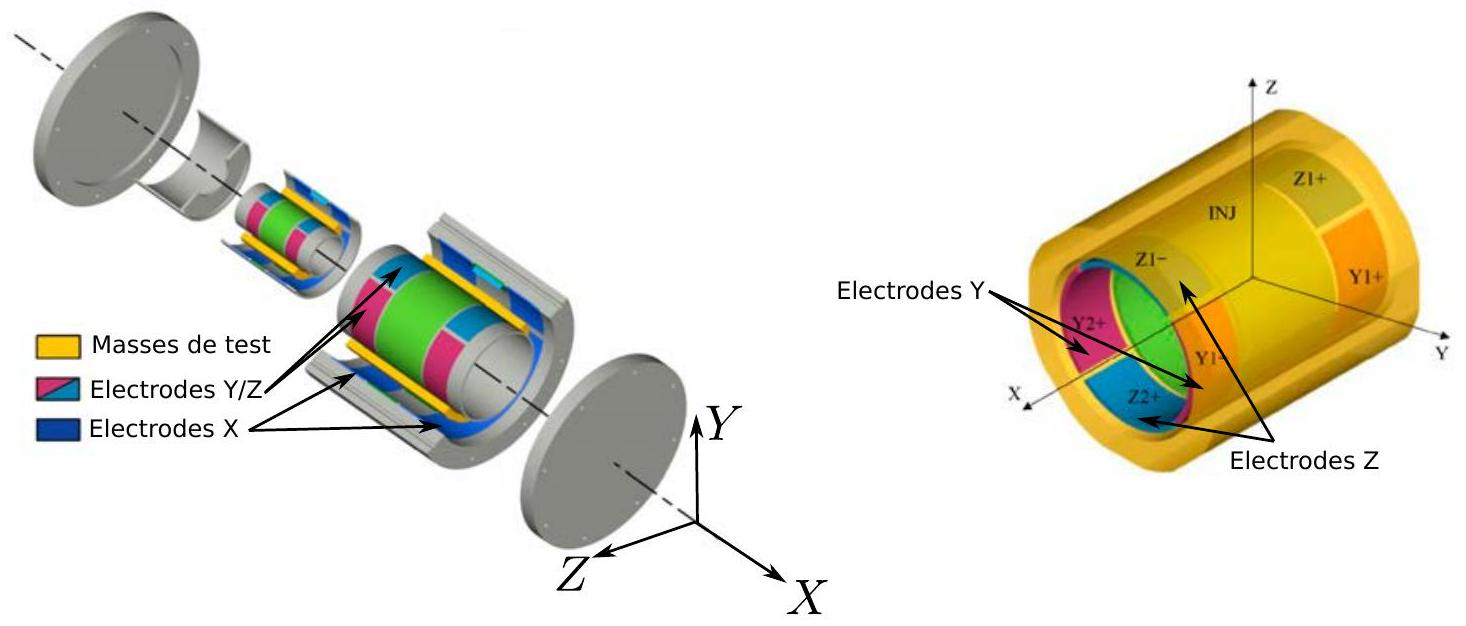 Masses de test
Electrodes Y/Z
Electrodes X
Y
Z
X
Z
Z1+
INJ
Z1-
Y1+
Electrodes Y
Y2+
Y1-
Y
X
Z2+
Electrodes Z